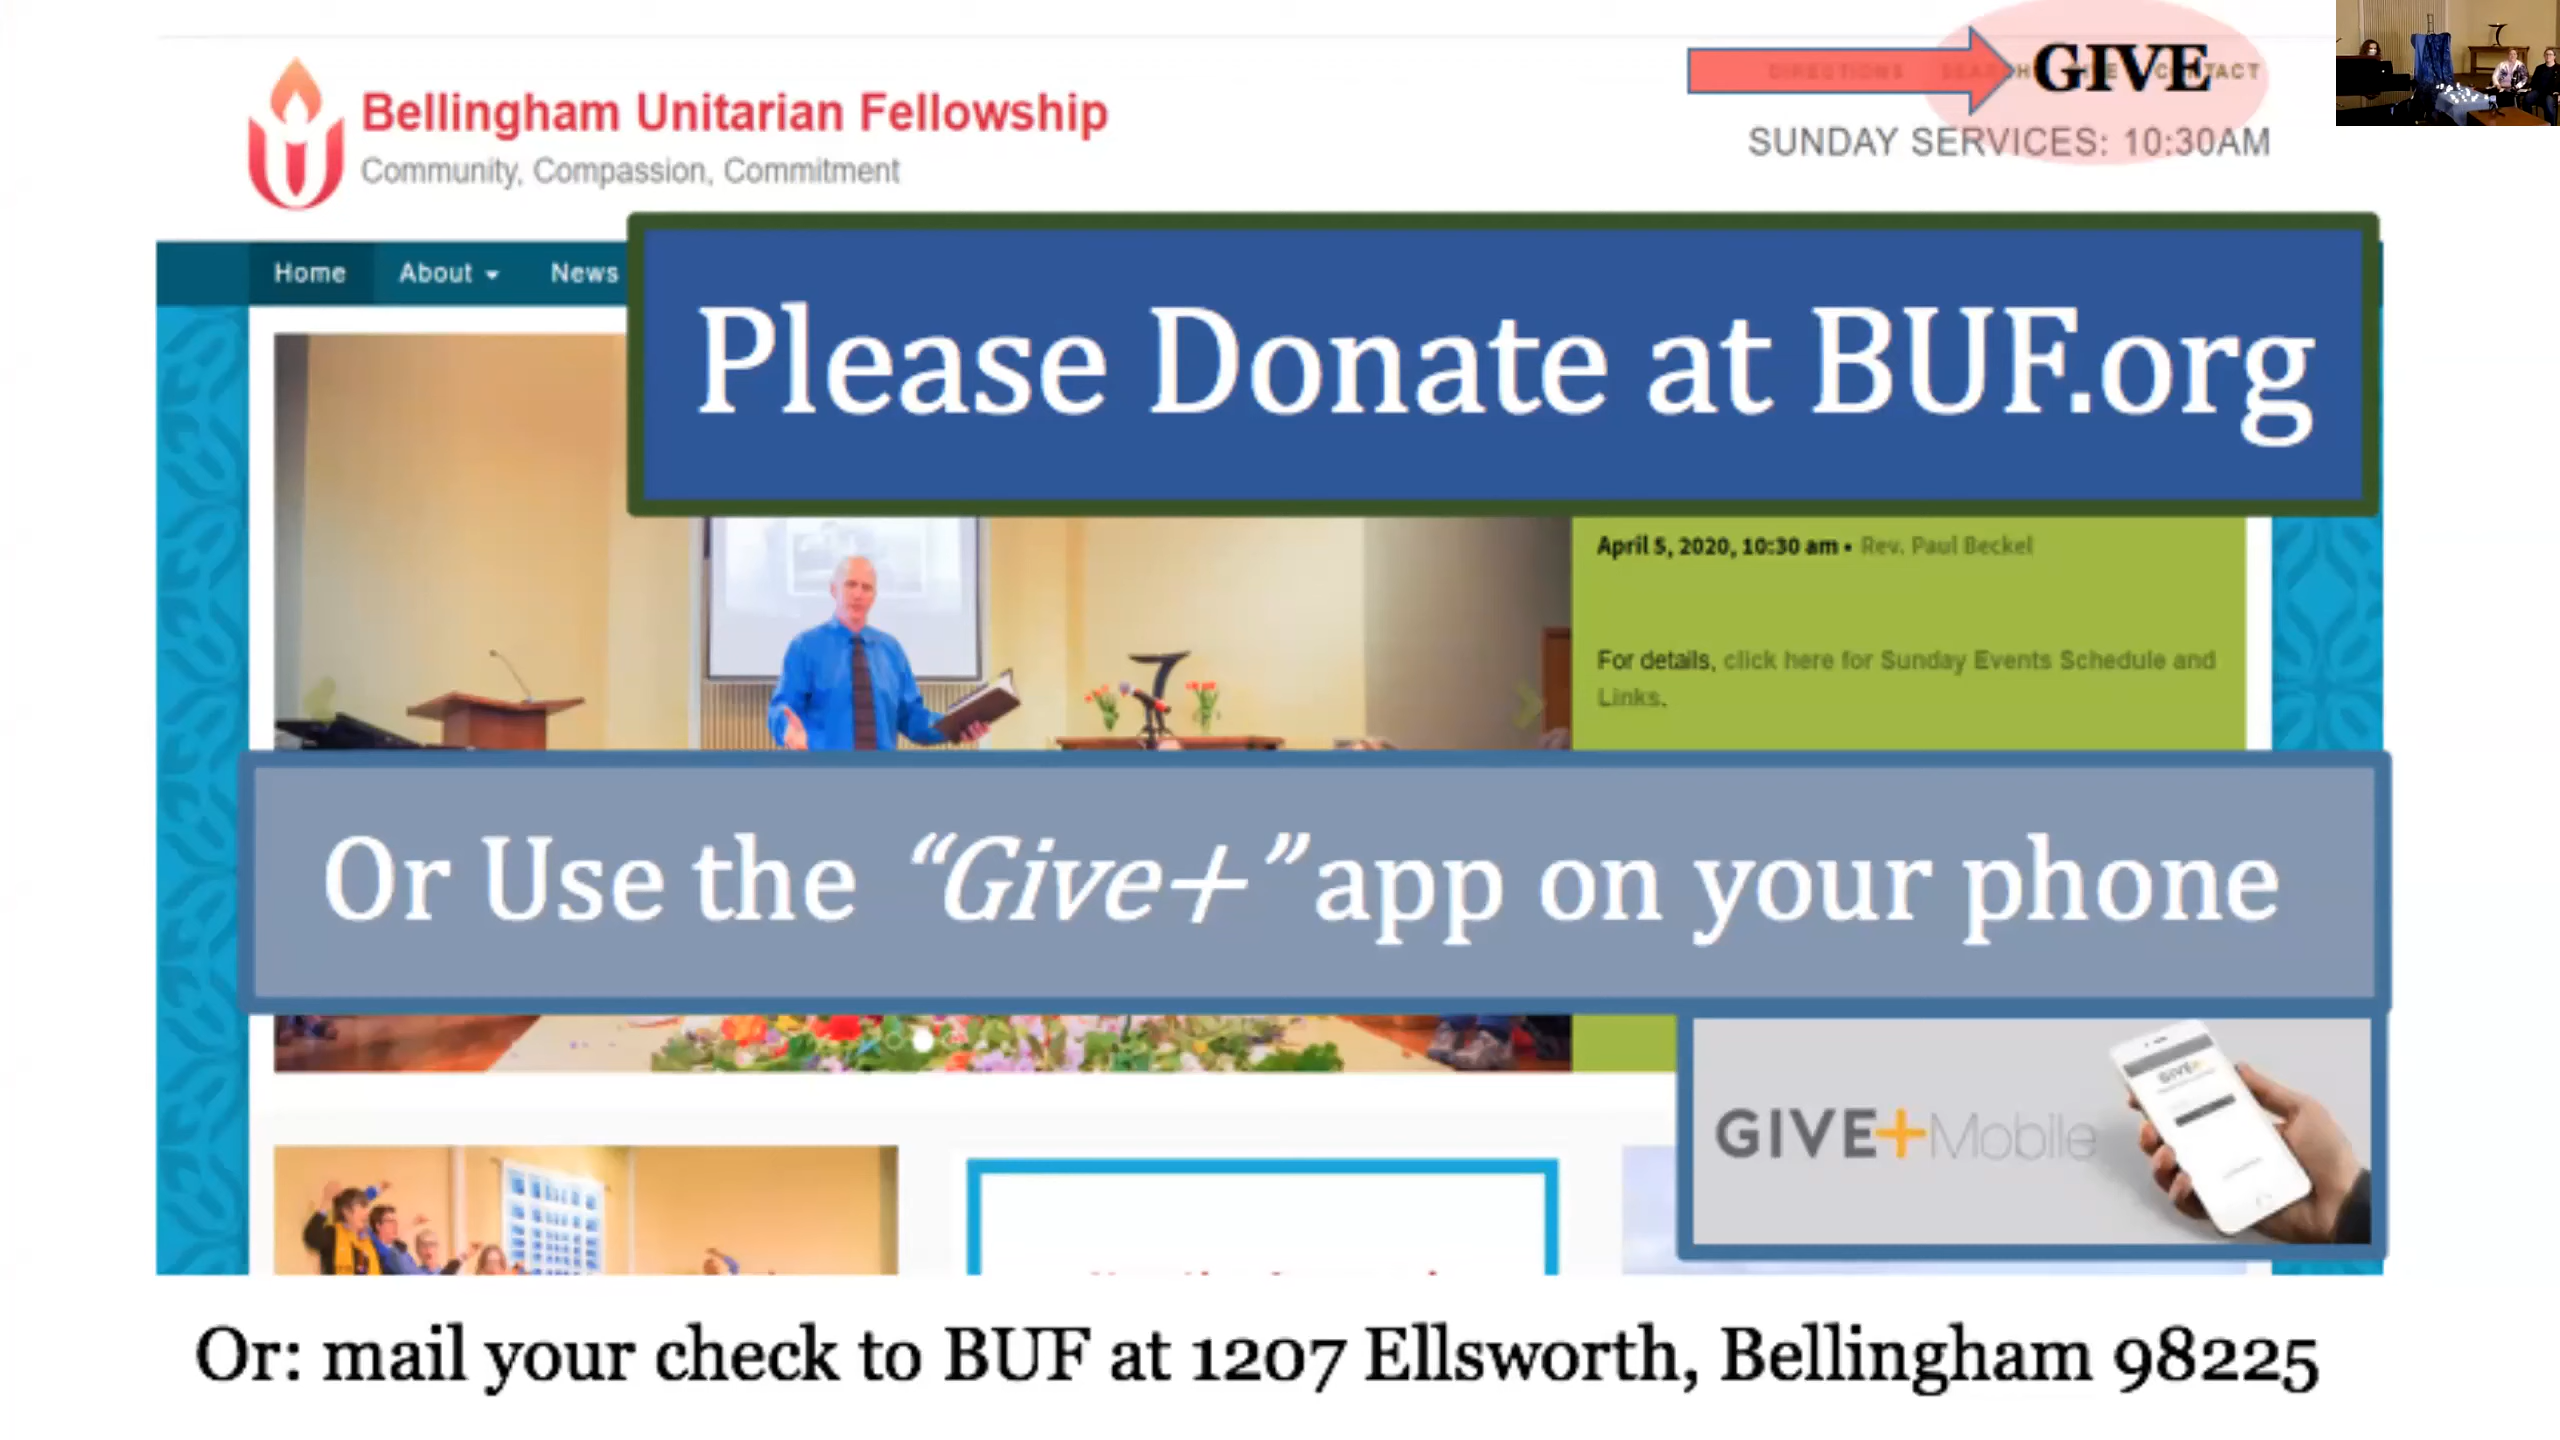 Bellingham Unitarian Fellowship
Community, Compassion, Commitment
DIRECTIONS
GIVE
CONTACT
SUNDAY SERVICES: 10:30AM
Home
About
News
Please Donate at BUF.org
April 5, 2020, 10:30 am • Rev. Paul Beckel
For details, click here for Sunday Events Schedule and
Links.
Or Use the “Give+” app on your phone
GIVE+Mobile
GIVE+
Or: mail your check to BUF at 1207 Ellsworth, Bellingham 98225